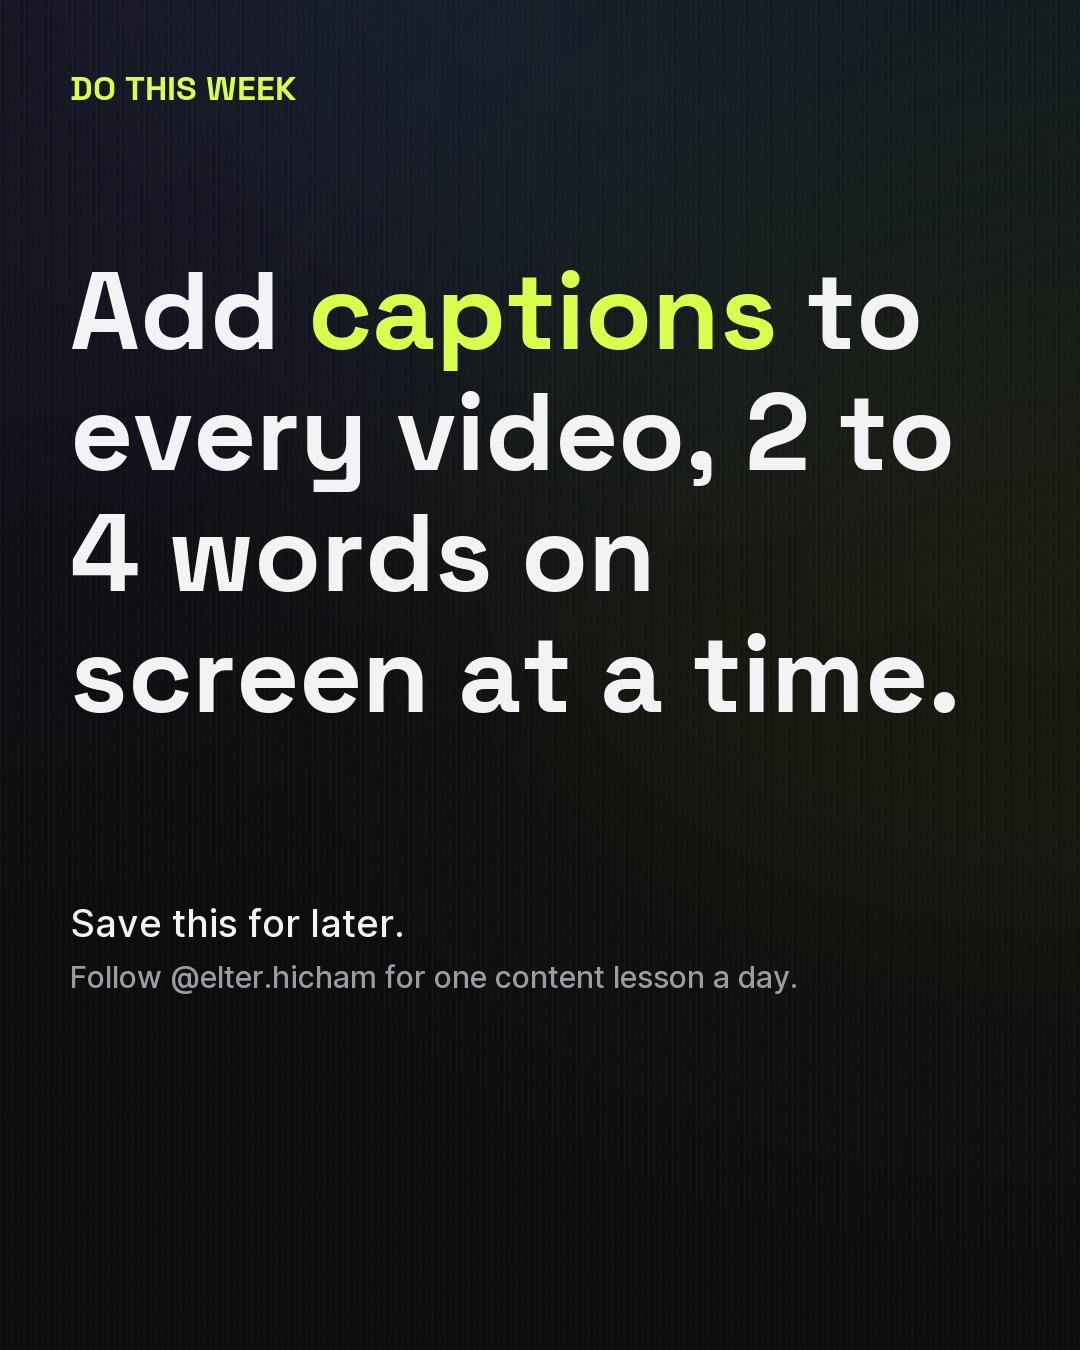 DO THIS WEEK
Add captions to
every video, 2 to
4 words on
screen at a time.
Save this for later.
Follow @elter.hicham for one content lesson a day.